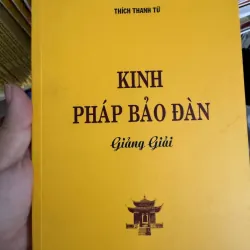 THÍCH THANH TỪ
KINH
PHÁP BẢO ĐÀN
Giảng Giải